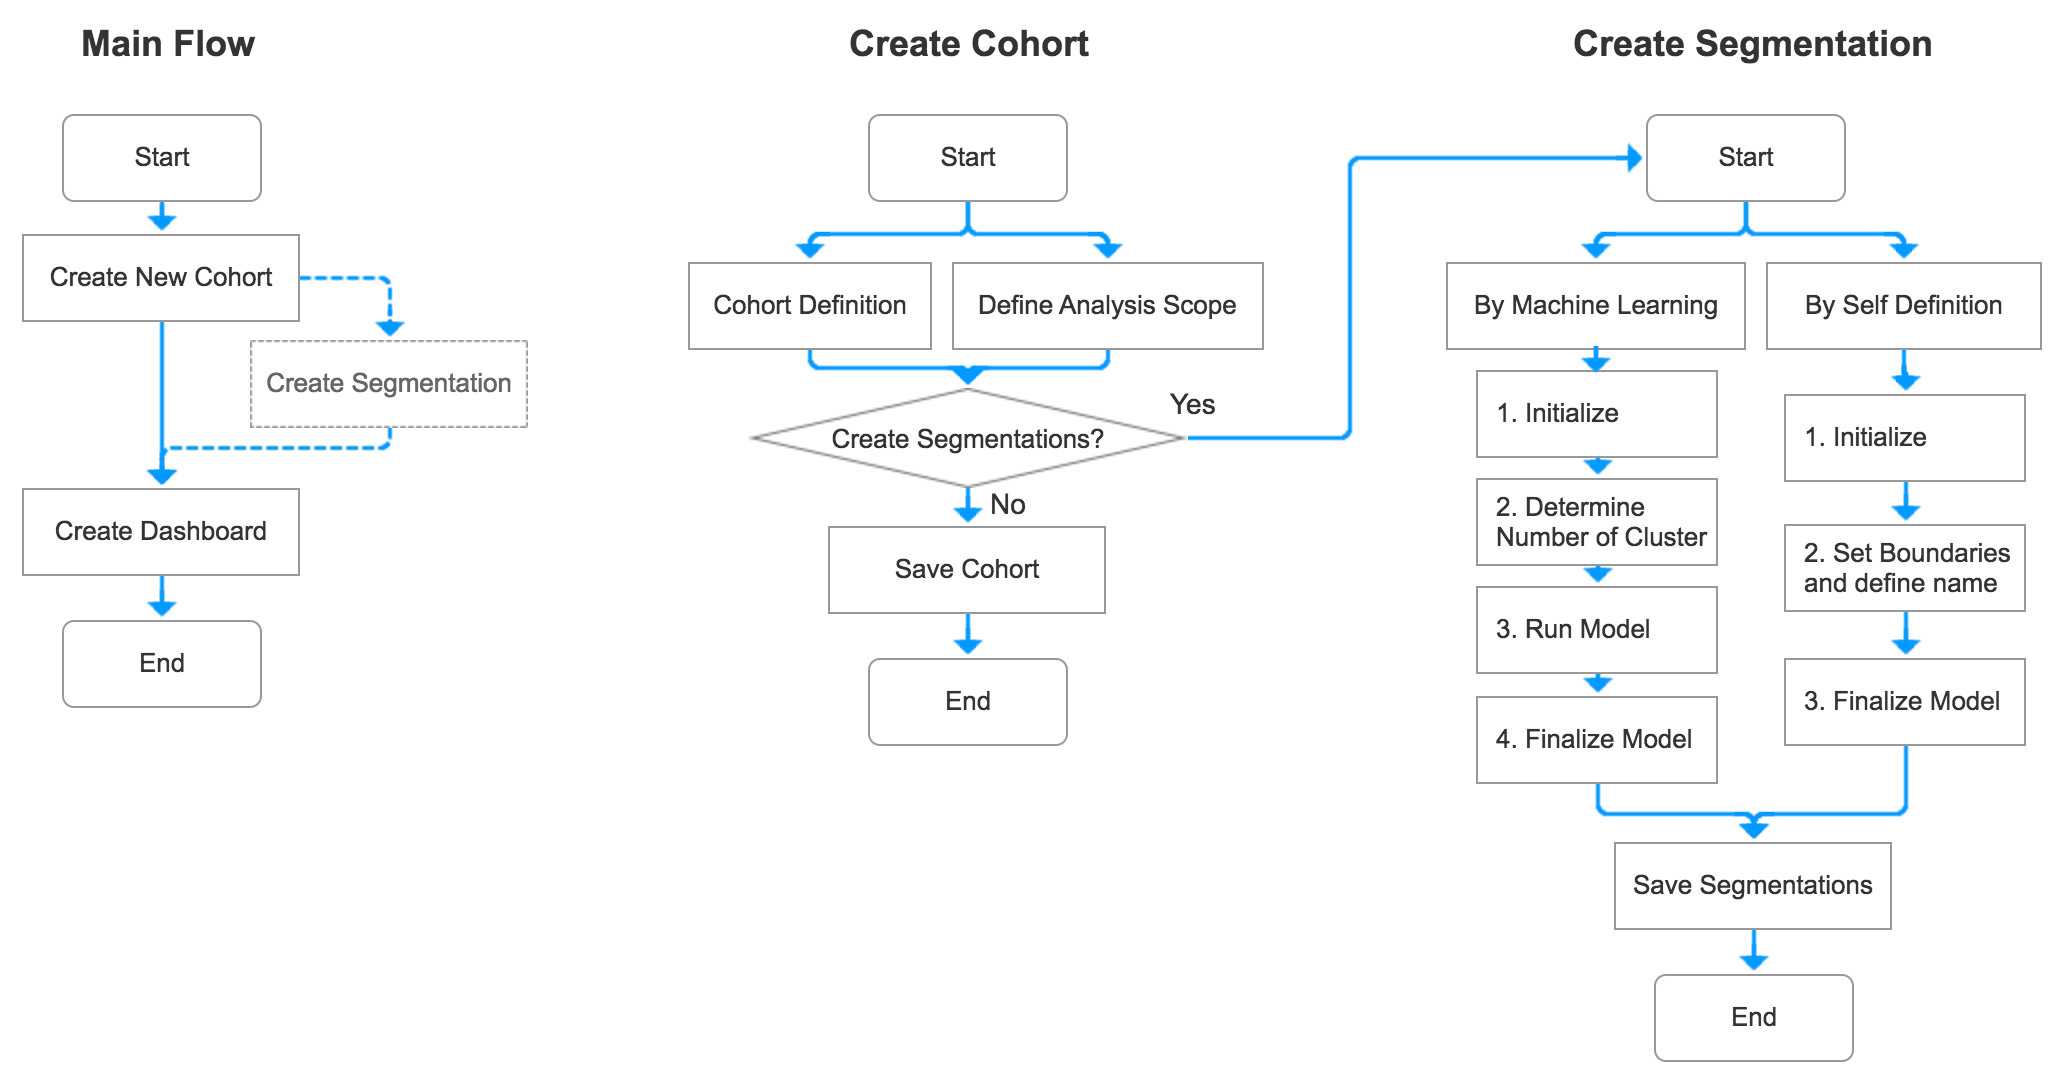 Main Flow
Start
Create New Cohort
Create Segmentation
Create Dashboard
End
Create Cohort
Start
Cohort Definition
Define Analysis Scope
Create Segmentations?
Yes
No
Save Cohort
End
Create Segmentation
Start
By Machine Learning
1. Initialize
2. Determine
Number of Cluster
3. Run Model
4. Finalize Model
By Self Definition
1. Initialize
2. Set Boundaries
and define name
3. Finalize Model
Save Segmentations
End